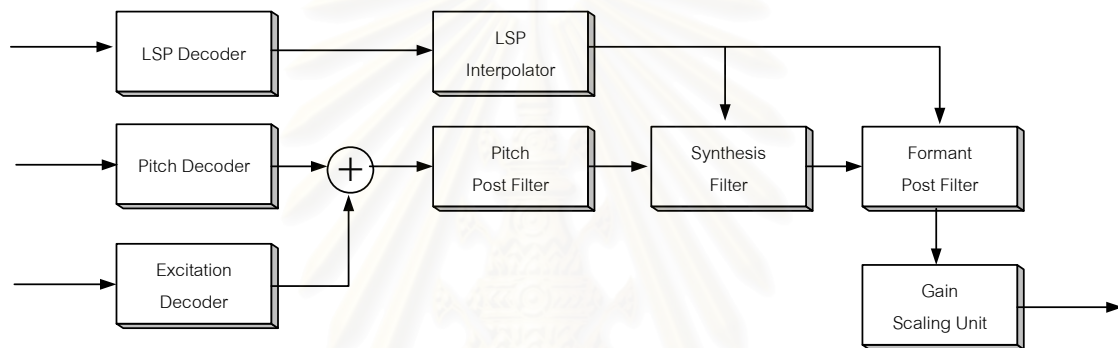 LSP Decoder
LSP
Interpolator
Pitch Decoder
+
Pitch
Post Filter
Synthesis
Filter
Formant
Post Filter
Excitation
Decoder
Gain
Scaling Unit